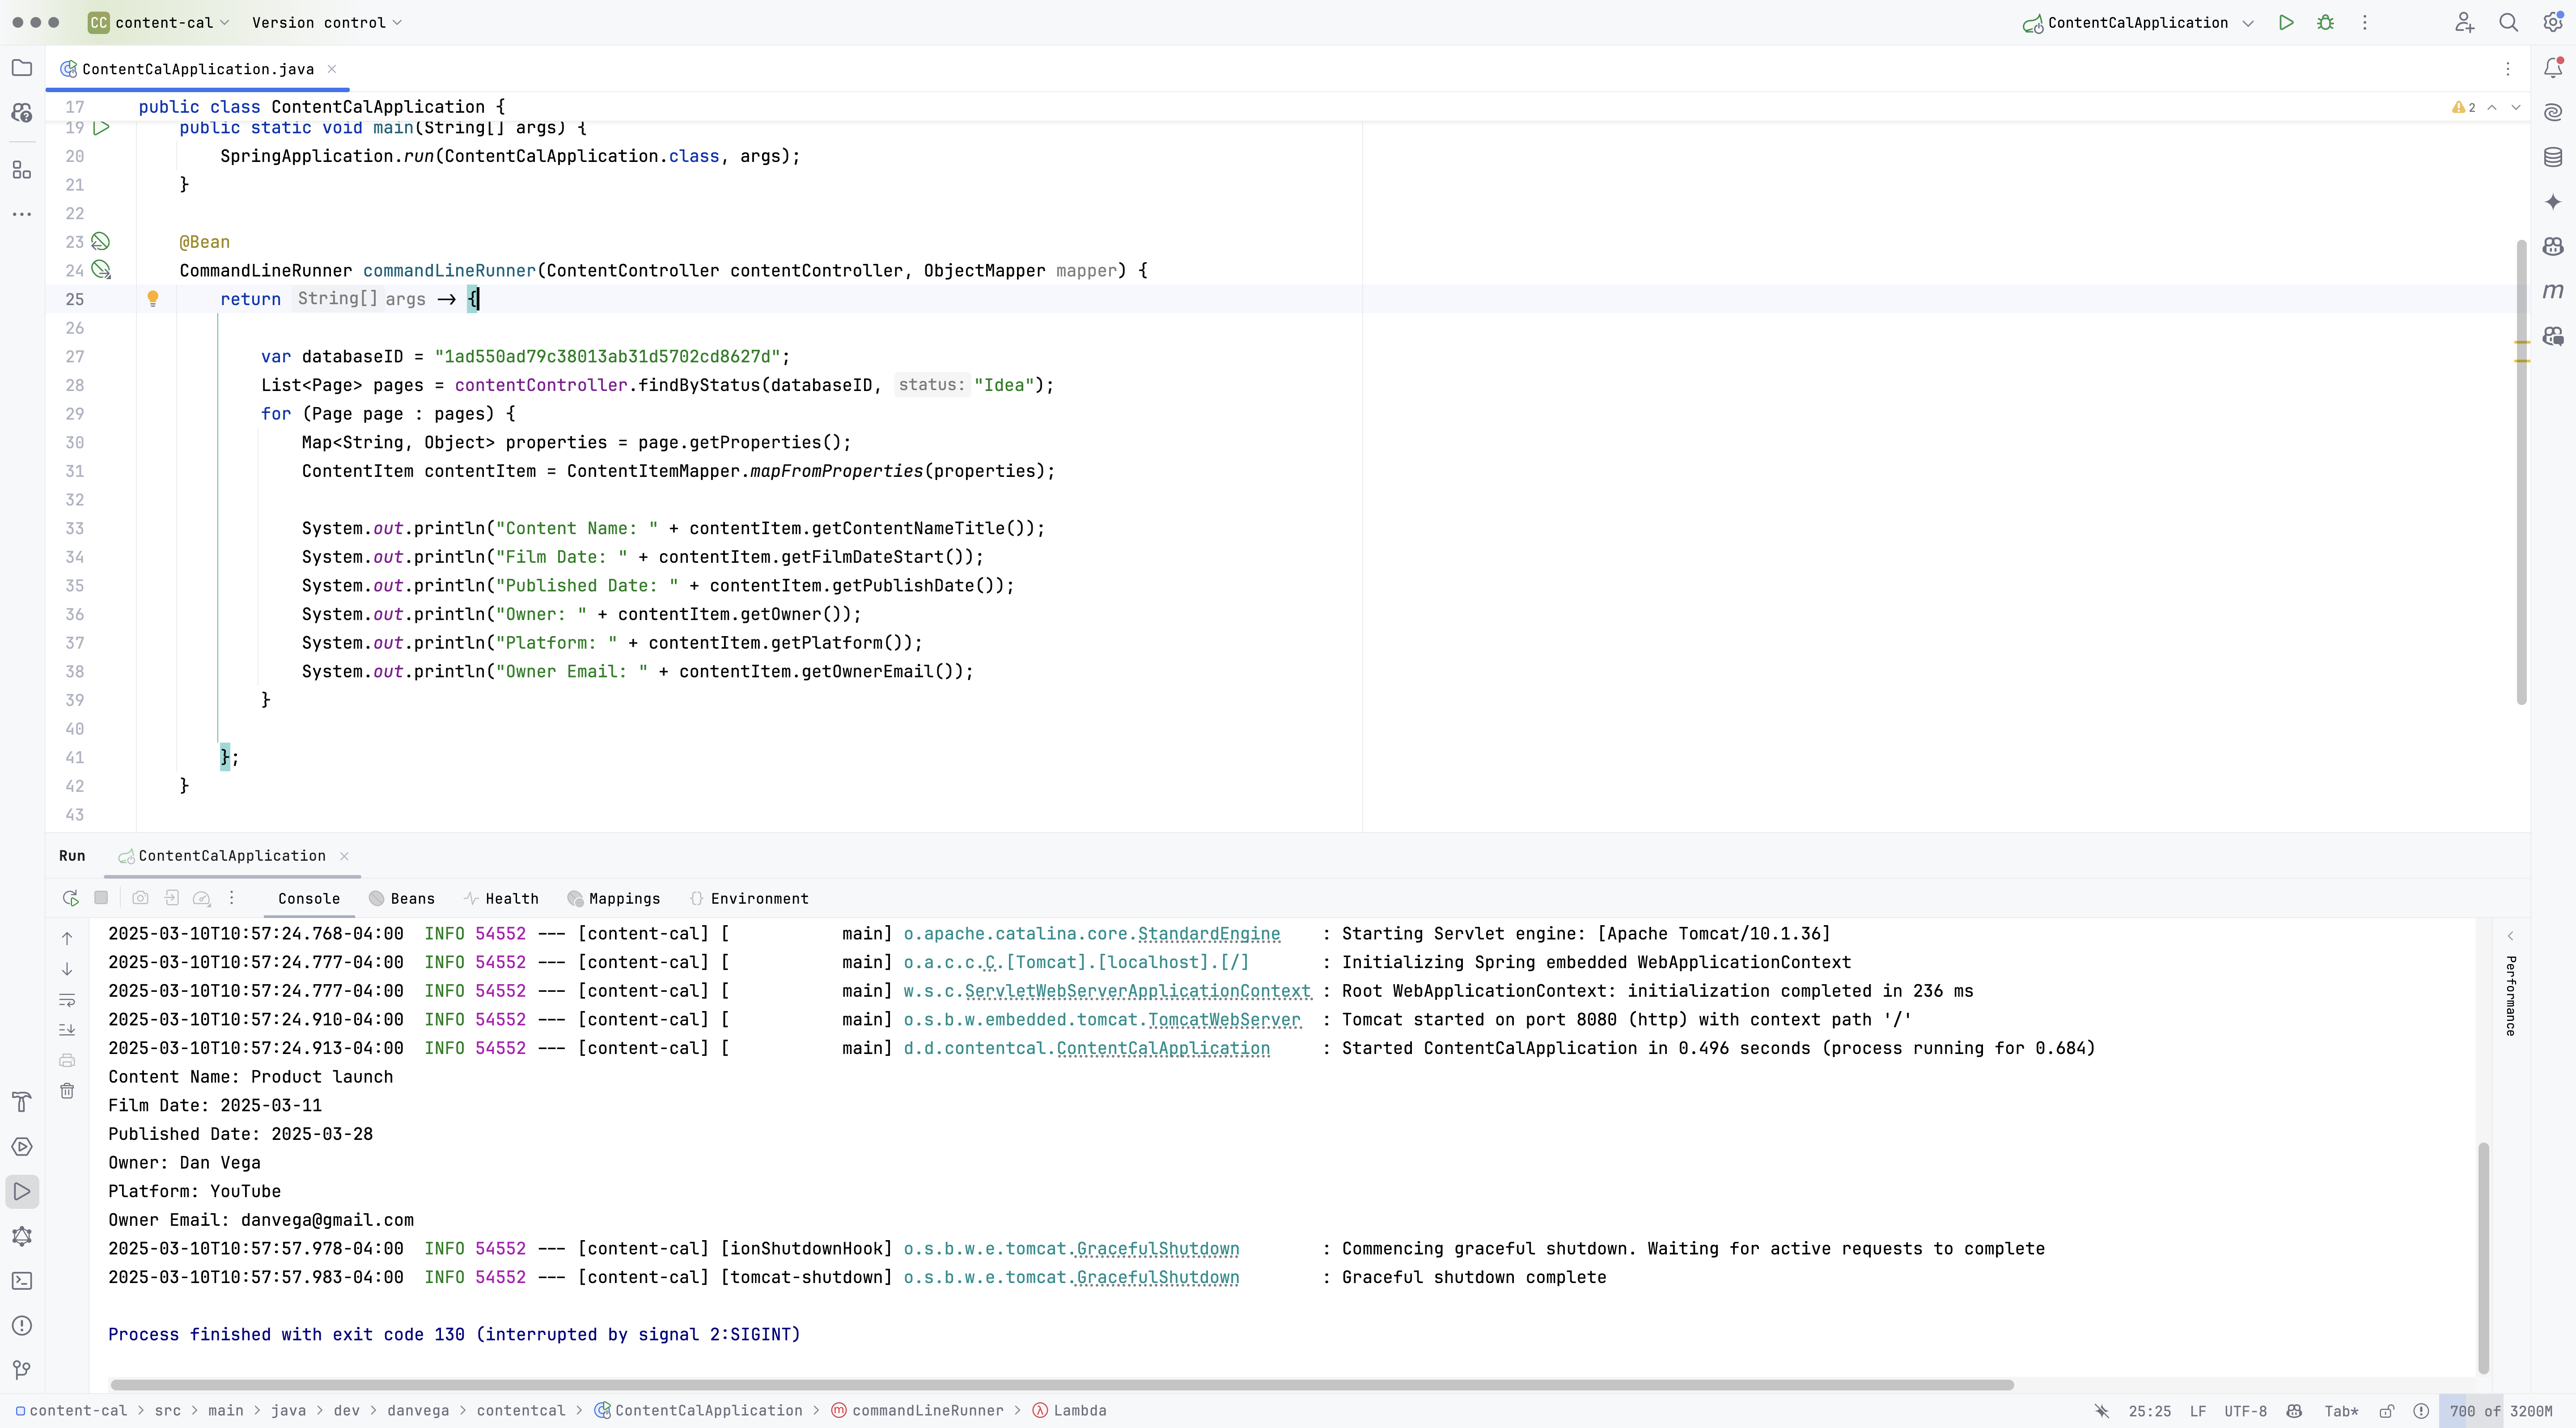 CC content-cal Version control ContentCalApplication
ContentCalApplication.java
17 public class ContentCalApplication { 2
19 public static void main(String[] args) {
20 SpringApplication.run(ContentCalApplication.class, args);
21 }
22
23 @Bean
24 CommandLineRunner commandLineRunner(ContentController contentController, ObjectMapper mapper) {
25 return String[] args → {
26
27 var databaseID = "1ad550ad79c38013ab31d5702cd8627d";
28 List<Page> pages = contentController.findByStatus(databaseID, status: "Idea");
29 for (Page page : pages) {
30 Map<String, Object> properties = page.getProperties();
31 ContentItem contentItem = ContentItemMapper.mapFromProperties(properties);
32
33 System.out.println("Content Name: " + contentItem.getContentNameTitle());
34 System.out.println("Film Date: " + contentItem.getFilmDateStart());
35 System.out.println("Published Date: " + contentItem.getPublishDate());
36 System.out.println("Owner: " + contentItem.getOwner());
37 System.out.println("Platform: " + contentItem.getPlatform());
38 System.out.println("Owner Email: " + contentItem.getOwnerEmail());
39 }
40
41 };
42 }
43
Run ContentCalApplication
Console Beans Health Mappings Environment
2025-03-10T10:57:24.768-04:00 INFO 54552 --- [content-cal] [ main] o.apache.catalina.core.StandardEngine : Starting Servlet engine: [Apache Tomcat/10.1.36]
2025-03-10T10:57:24.777-04:00 INFO 54552 --- [content-cal] [ main] o.a.c.c.C.[Tomcat].[localhost].[/] : Initializing Spring embedded WebApplicationContext
2025-03-10T10:57:24.777-04:00 INFO 54552 --- [content-cal] [ main] w.s.c.ServletWebServerApplicationContext : Root WebApplicationContext: initialization completed in 236 ms
2025-03-10T10:57:24.910-04:00 INFO 54552 --- [content-cal] [ main] o.s.b.w.embedded.tomcat.TomcatWebServer : Tomcat started on port 8080 (http) with context path '/'
2025-03-10T10:57:24.913-04:00 INFO 54552 --- [content-cal] [ main] d.d.contentcal.ContentCalApplication : Started ContentCalApplication in 0.496 seconds (process running for 0.684)
Content Name: Product launch
Film Date: 2025-03-11
Published Date: 2025-03-28
Owner: Dan Vega
Platform: YouTube
Owner Email: danvega@gmail.com
2025-03-10T10:57:57.978-04:00 INFO 54552 --- [content-cal] [ionShutdownHook] o.s.b.w.e.tomcat.GracefulShutdown : Commencing graceful shutdown. Waiting for active requests to complete
2025-03-10T10:57:57.983-04:00 INFO 54552 --- [content-cal] [tomcat-shutdown] o.s.b.w.e.tomcat.GracefulShutdown : Graceful shutdown complete
Process finished with exit code 130 (interrupted by signal 2:SIGINT)
Performance
content-cal > src > main > java > dev > danvega > contentcal > ContentCalApplication > commandLineRunner > Lambda 25:25 LF UTF-8 Tab* 700 of 3200M